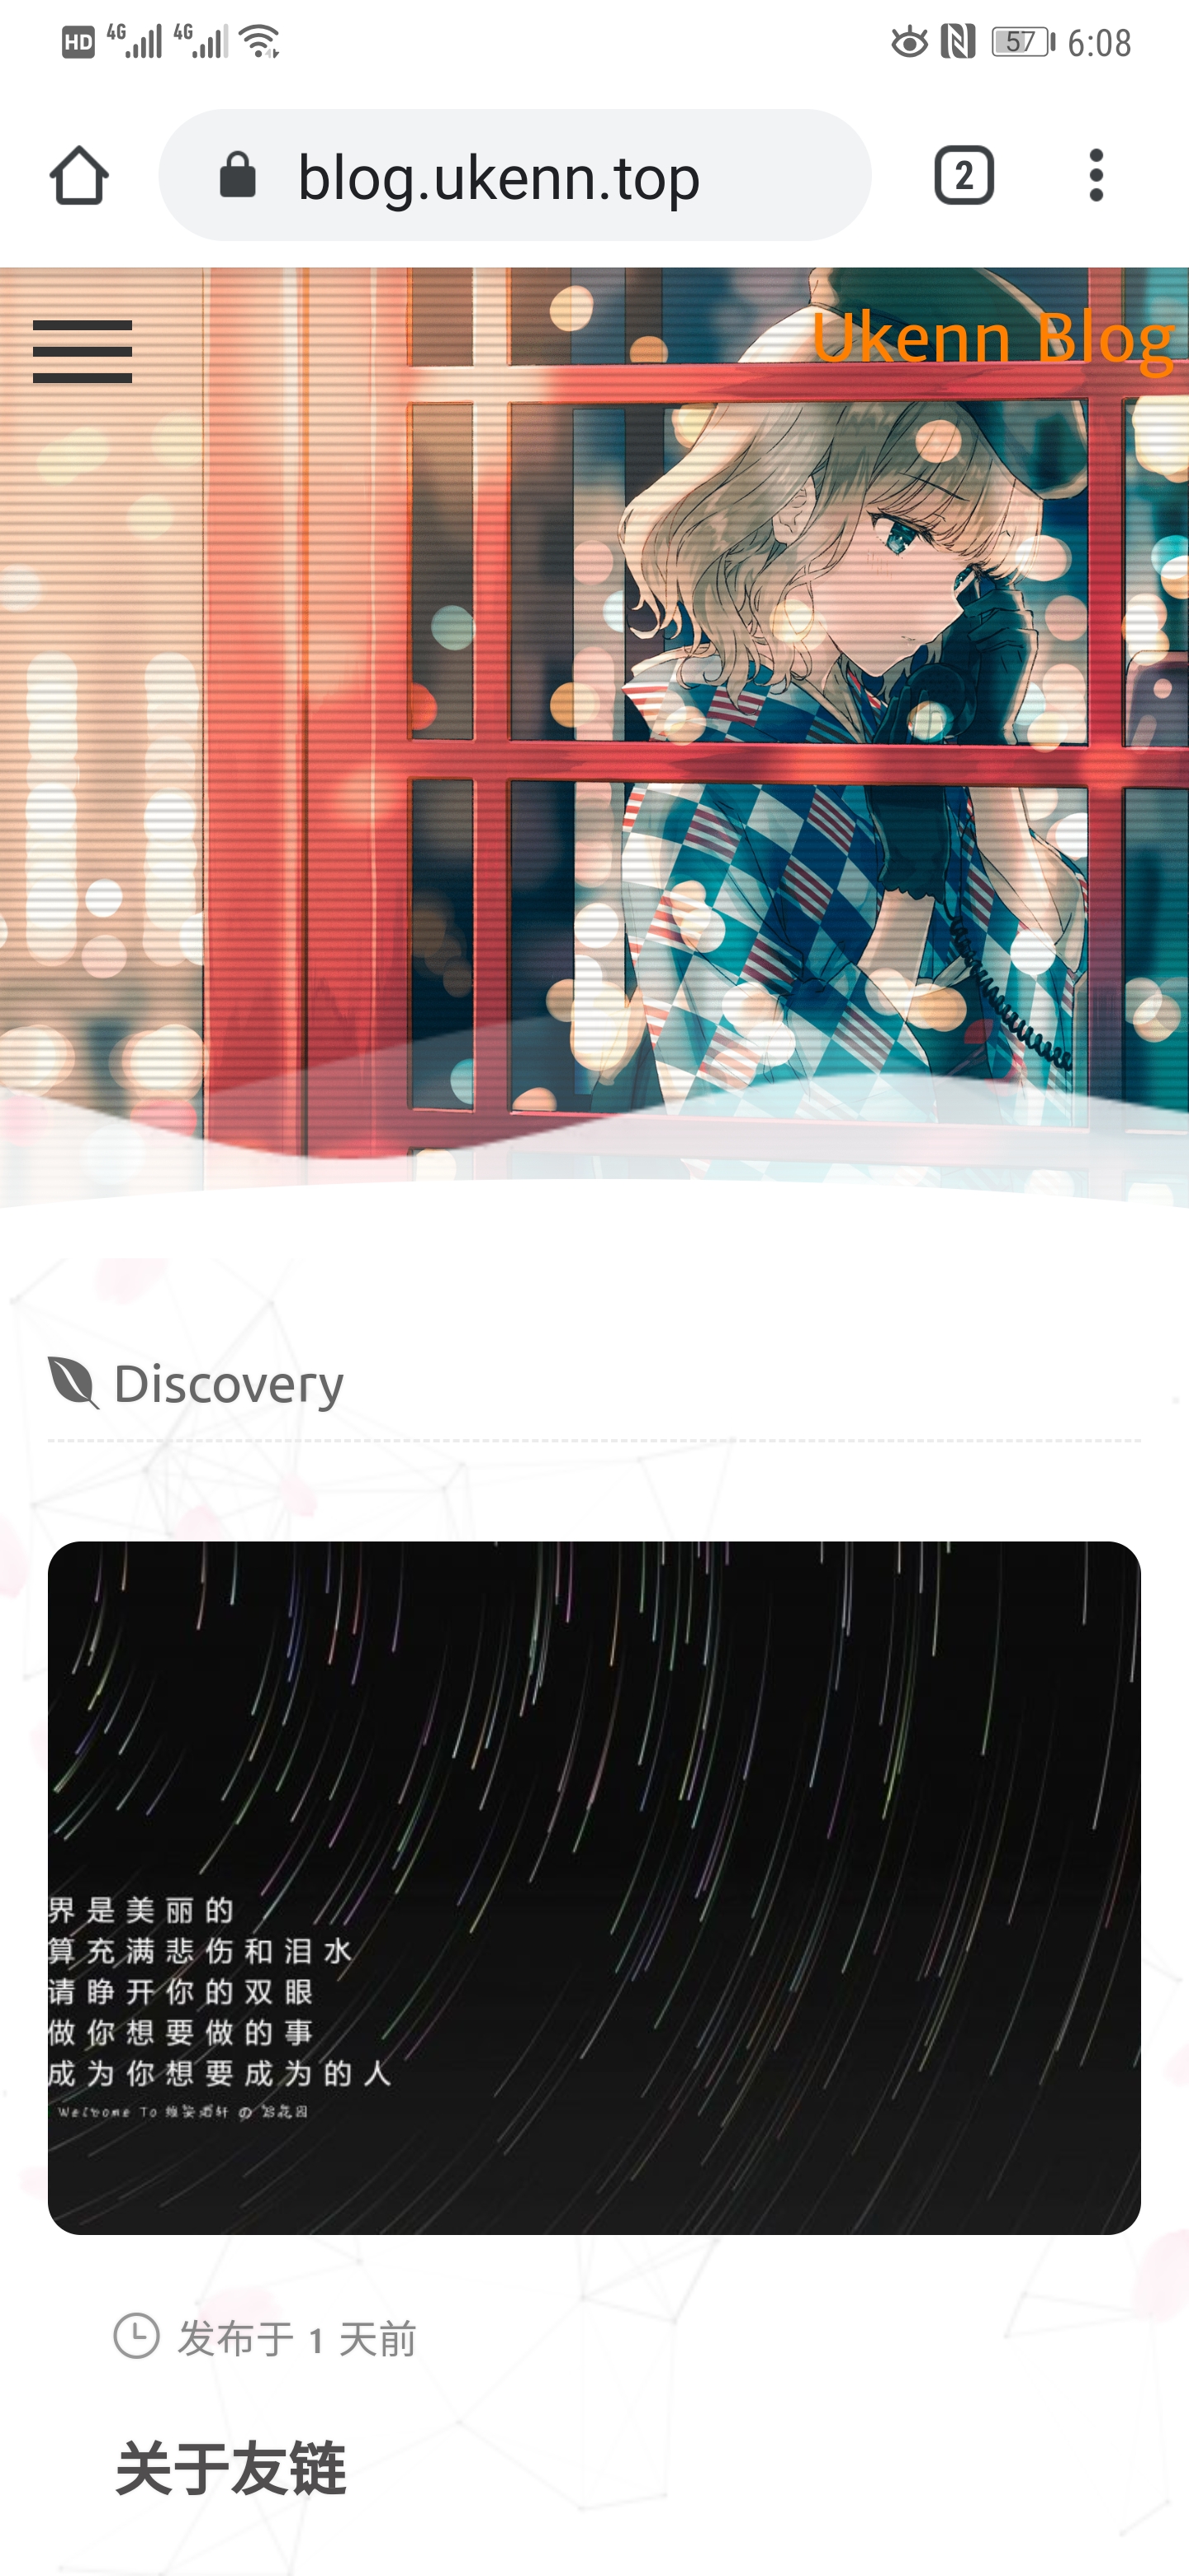 HD 4G 4G 57 6:08
blog.ukenn.top 2
Ukenn Blog
Discovery
界是美丽的
算充满悲伤和泪水
请睁开你的双眼
做你想要做的事
成为你想要成为的人
Welcome To の
发布于 1 天前
关于友链